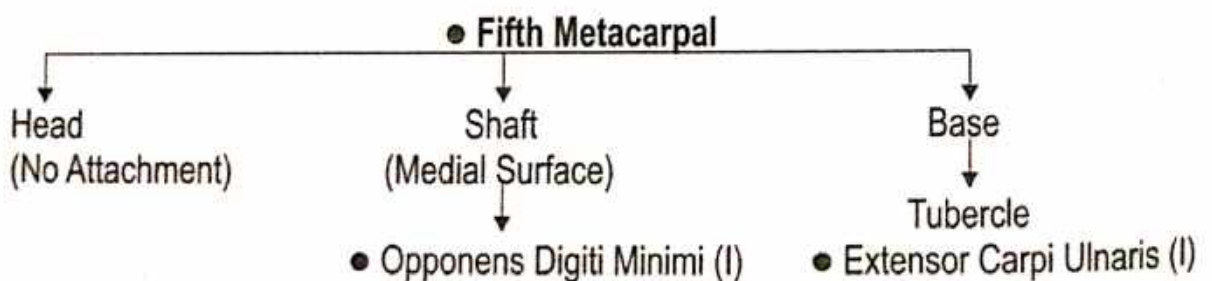 ● Fifth Metacarpal
Head
(No Attachment)
Shaft
(Medial Surface)
● Opponens Digiti Minimi (I)
Base
Tubercle
● Extensor Carpi Ulnaris (I)